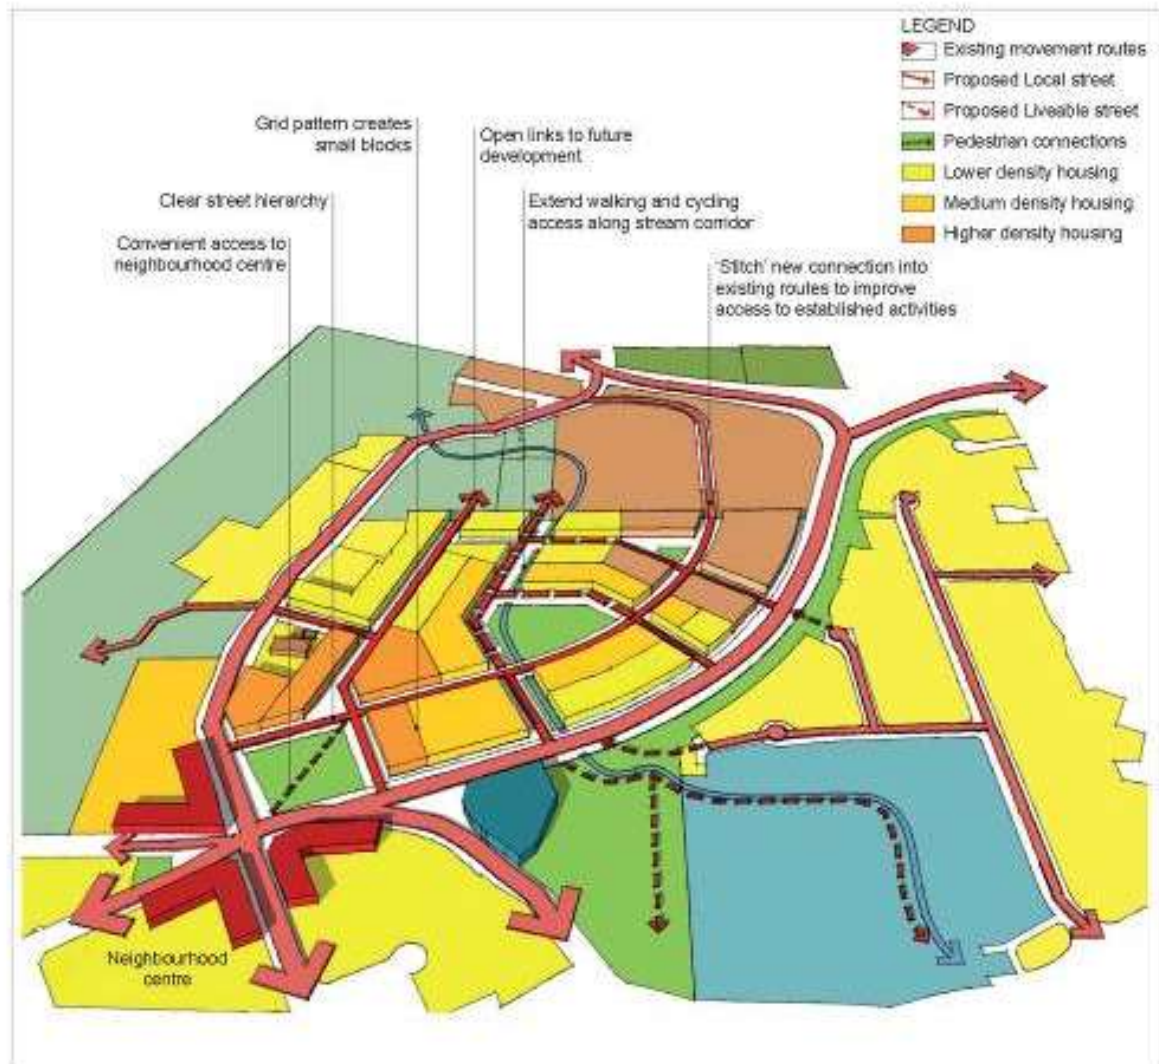 LEGEND
Existing movement routes
Proposed Local street
Proposed Liveable street
Pedestrian connections
Lower density housing
Medium density housing
Higher density housing
Grid pattern creates
small blocks
Open links to future
development
Clear street hierarchy
Extend walking and cycling
access along stream corridor
Convenient access to
neighbourhood centre
'Stitch' new connection into
existing routes to improve
access to established activities
Neighbourhood
centre